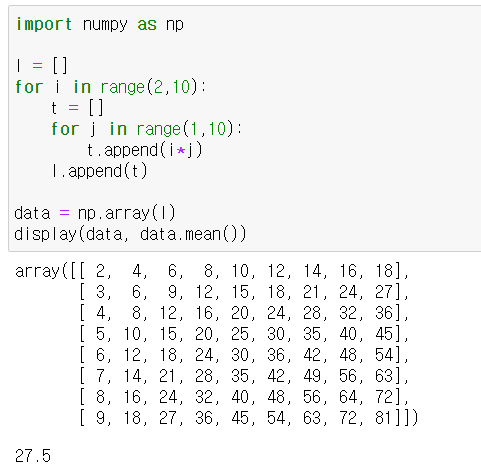 import numpy as np
l = []
for i in range(2,10):
    t = []
    for j in range(1,10):
        t.append(i*j)
    l.append(t)
data = np.array(l)
display(data, data.mean())
array([[ 2,  4,  6,  8, 10, 12, 14, 16, 18],
       [ 3,  6,  9, 12, 15, 18, 21, 24, 27],
       [ 4,  8, 12, 16, 20, 24, 28, 32, 36],
       [ 5, 10, 15, 20, 25, 30, 35, 40, 45],
       [ 6, 12, 18, 24, 30, 36, 42, 48, 54],
       [ 7, 14, 21, 28, 35, 42, 49, 56, 63],
       [ 8, 16, 24, 32, 40, 48, 56, 64, 72],
       [ 9, 18, 27, 36, 45, 54, 63, 72, 81]])
27.5